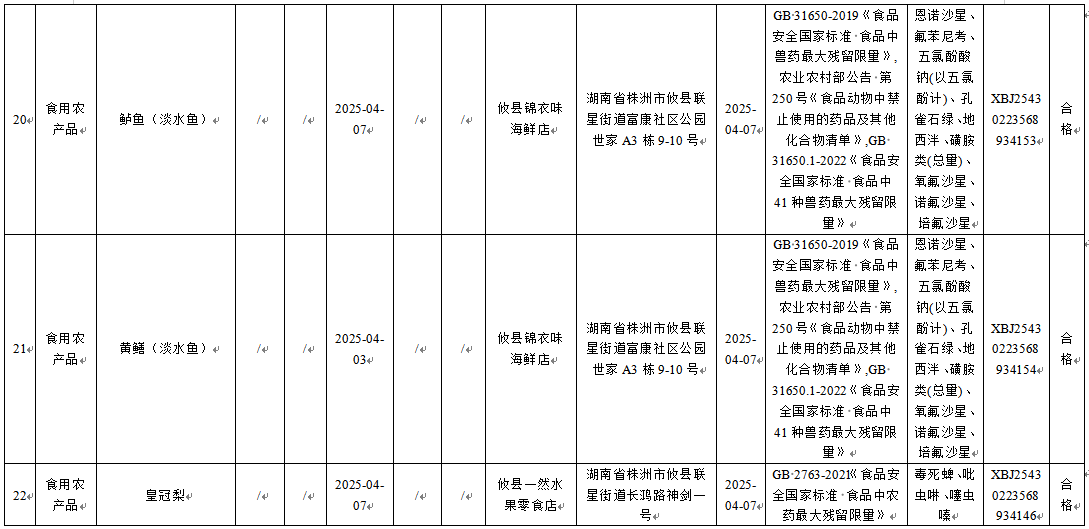 20
食用农
产品
鲈鱼（淡水鱼）
/
/
2025-04-
07
/
/
攸县锦衣味
海鲜店
湖南省株洲市攸县联
星街道富康社区公园
世家 A3 栋 9-10 号
2025-
04-07
GB 31650-2019《食品
安全国家标准 食品中
兽药最大残留限量》,
农业农村部公告 第
250 号《食品动物中禁
止使用的药品及其他
化合物清单》,GB
31650.1-2022《食品安
全国家标准 食品中
41 种兽药最大残留限
量》
恩诺沙星、
氟苯尼考、
五氯酚酸
钠(以五氯
酚计)、孔
雀石绿、地
西泮、磺胺
类(总量)、
氧氟沙星、
诺氟沙星、
培氟沙星
XBJ2543
0223568
934153
合
格
21
食用农
产品
黄鳝（淡水鱼）
/
/
2025-04-
03
/
/
攸县锦衣味
海鲜店
湖南省株洲市攸县联
星街道富康社区公园
世家 A3 栋 9-10 号
2025-
04-07
GB 31650-2019《食品
安全国家标准 食品中
兽药最大残留限量》,
农业农村部公告 第
250 号《食品动物中禁
止使用的药品及其他
化合物清单》,GB
31650.1-2022《食品安
全国家标准 食品中
41 种兽药最大残留限
量》
恩诺沙星、
氟苯尼考、
五氯酚酸
钠(以五氯
酚计)、孔
雀石绿、地
西泮、磺胺
类(总量)、
氧氟沙星、
诺氟沙星、
培氟沙星
XBJ2543
0223568
934154
合
格
22
食用农
产品
皇冠梨
/
/
2025-04-
07
/
/
攸县一然水
果零食店
湖南省株洲市攸县联
星街道长鸿路神剑一
号
2025-
04-07
GB 2763-2021《食品安
全国家标准 食品中农
药最大残留限量》
毒死蜱、吡
虫啉、噻虫
嗪
XBJ2543
0223568
934146
合
格